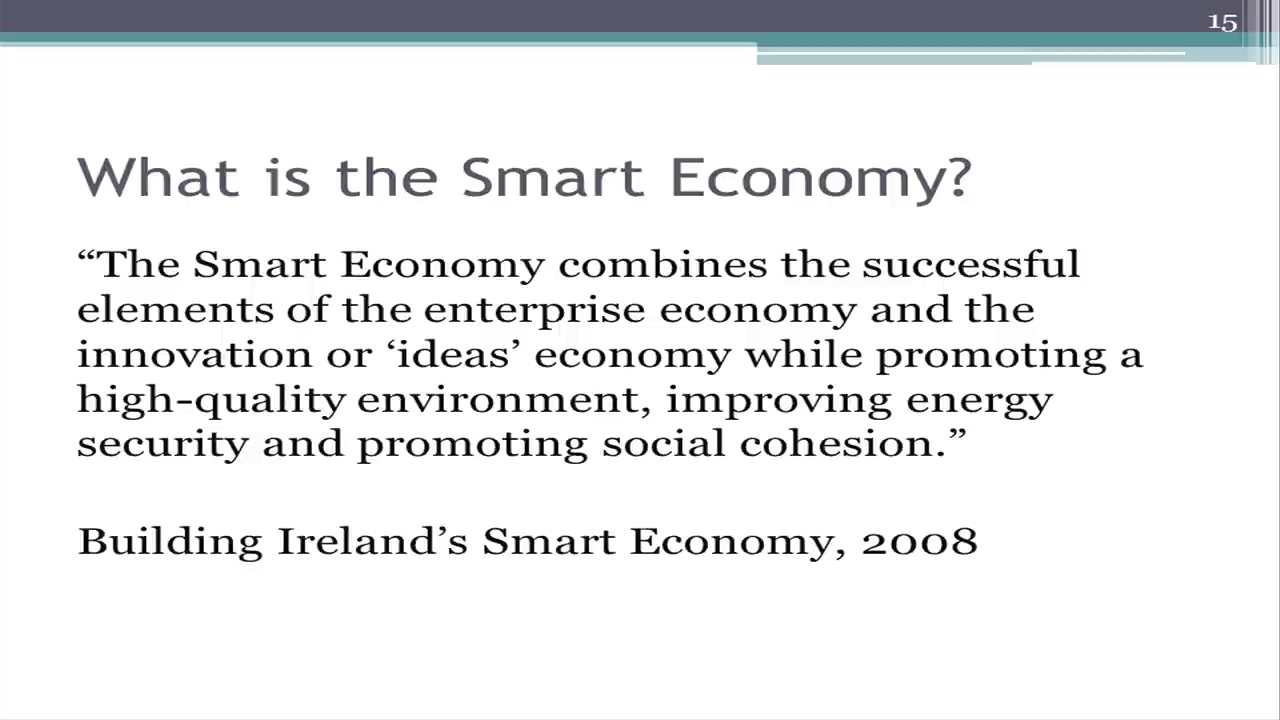 15
What is the Smart Economy?
“The Smart Economy combines the successful
elements of the enterprise economy and the
innovation or ‘ideas’ economy while promoting a
high-quality environment, improving energy
security and promoting social cohesion.”
Building Ireland’s Smart Economy, 2008